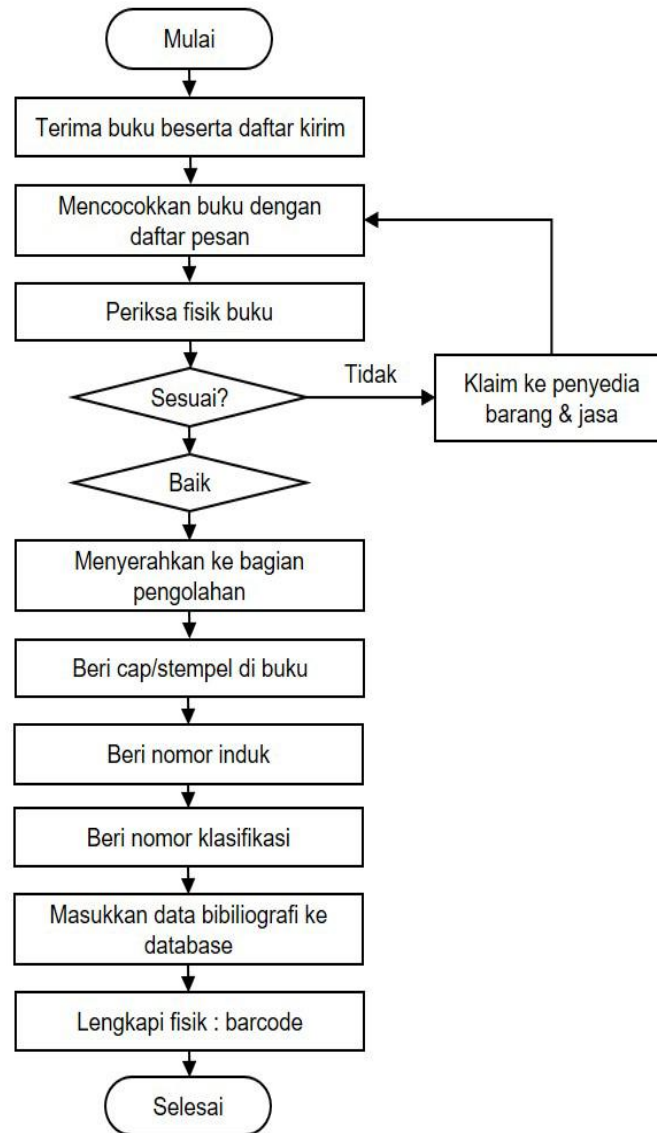 Mulai
Terima buku beserta daftar kirim
Mencocokkan buku dengan
daftar pesan
Periksa fisik buku
Sesuai?
Tidak
Klaim ke penyedia
barang & jasa
Baik
Menyerahkan ke bagian
pengolahan
Beri cap/stempel di buku
Beri nomor induk
Beri nomor klasifikasi
Masukkan data bibiliografi ke
database
Lengkapi fisik : barcode
Selesai